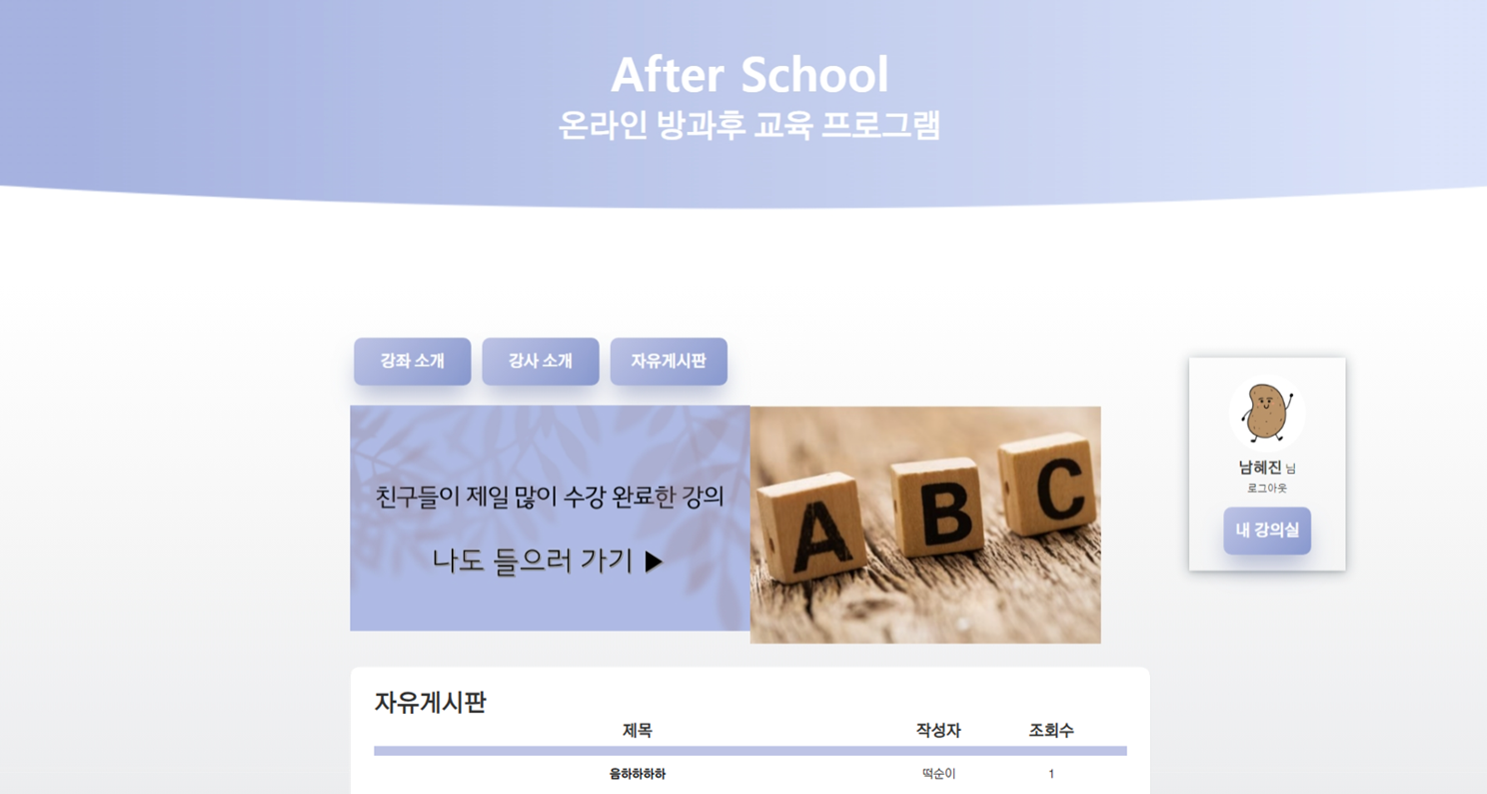 After School
온라인 방과후 교육 프로그램
강좌 소개 강사 소개 자유게시판
친구들이 제일 많이 수강 완료한 강의
나도 들으러 가기 ▶
A B C
남혜진 님
로그아웃
내 강의실
자유게시판
제목 작성자 조회수
음하하하하 떡순이 1